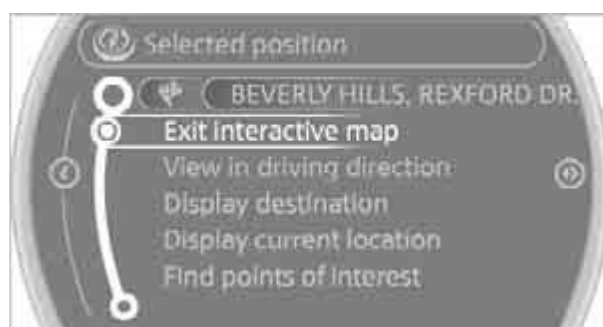 Selected position
BEVERLY HILLS, REXFORD DR.
Exit interactive map
View in driving direction
Display destination
Display current location
Find points of interest